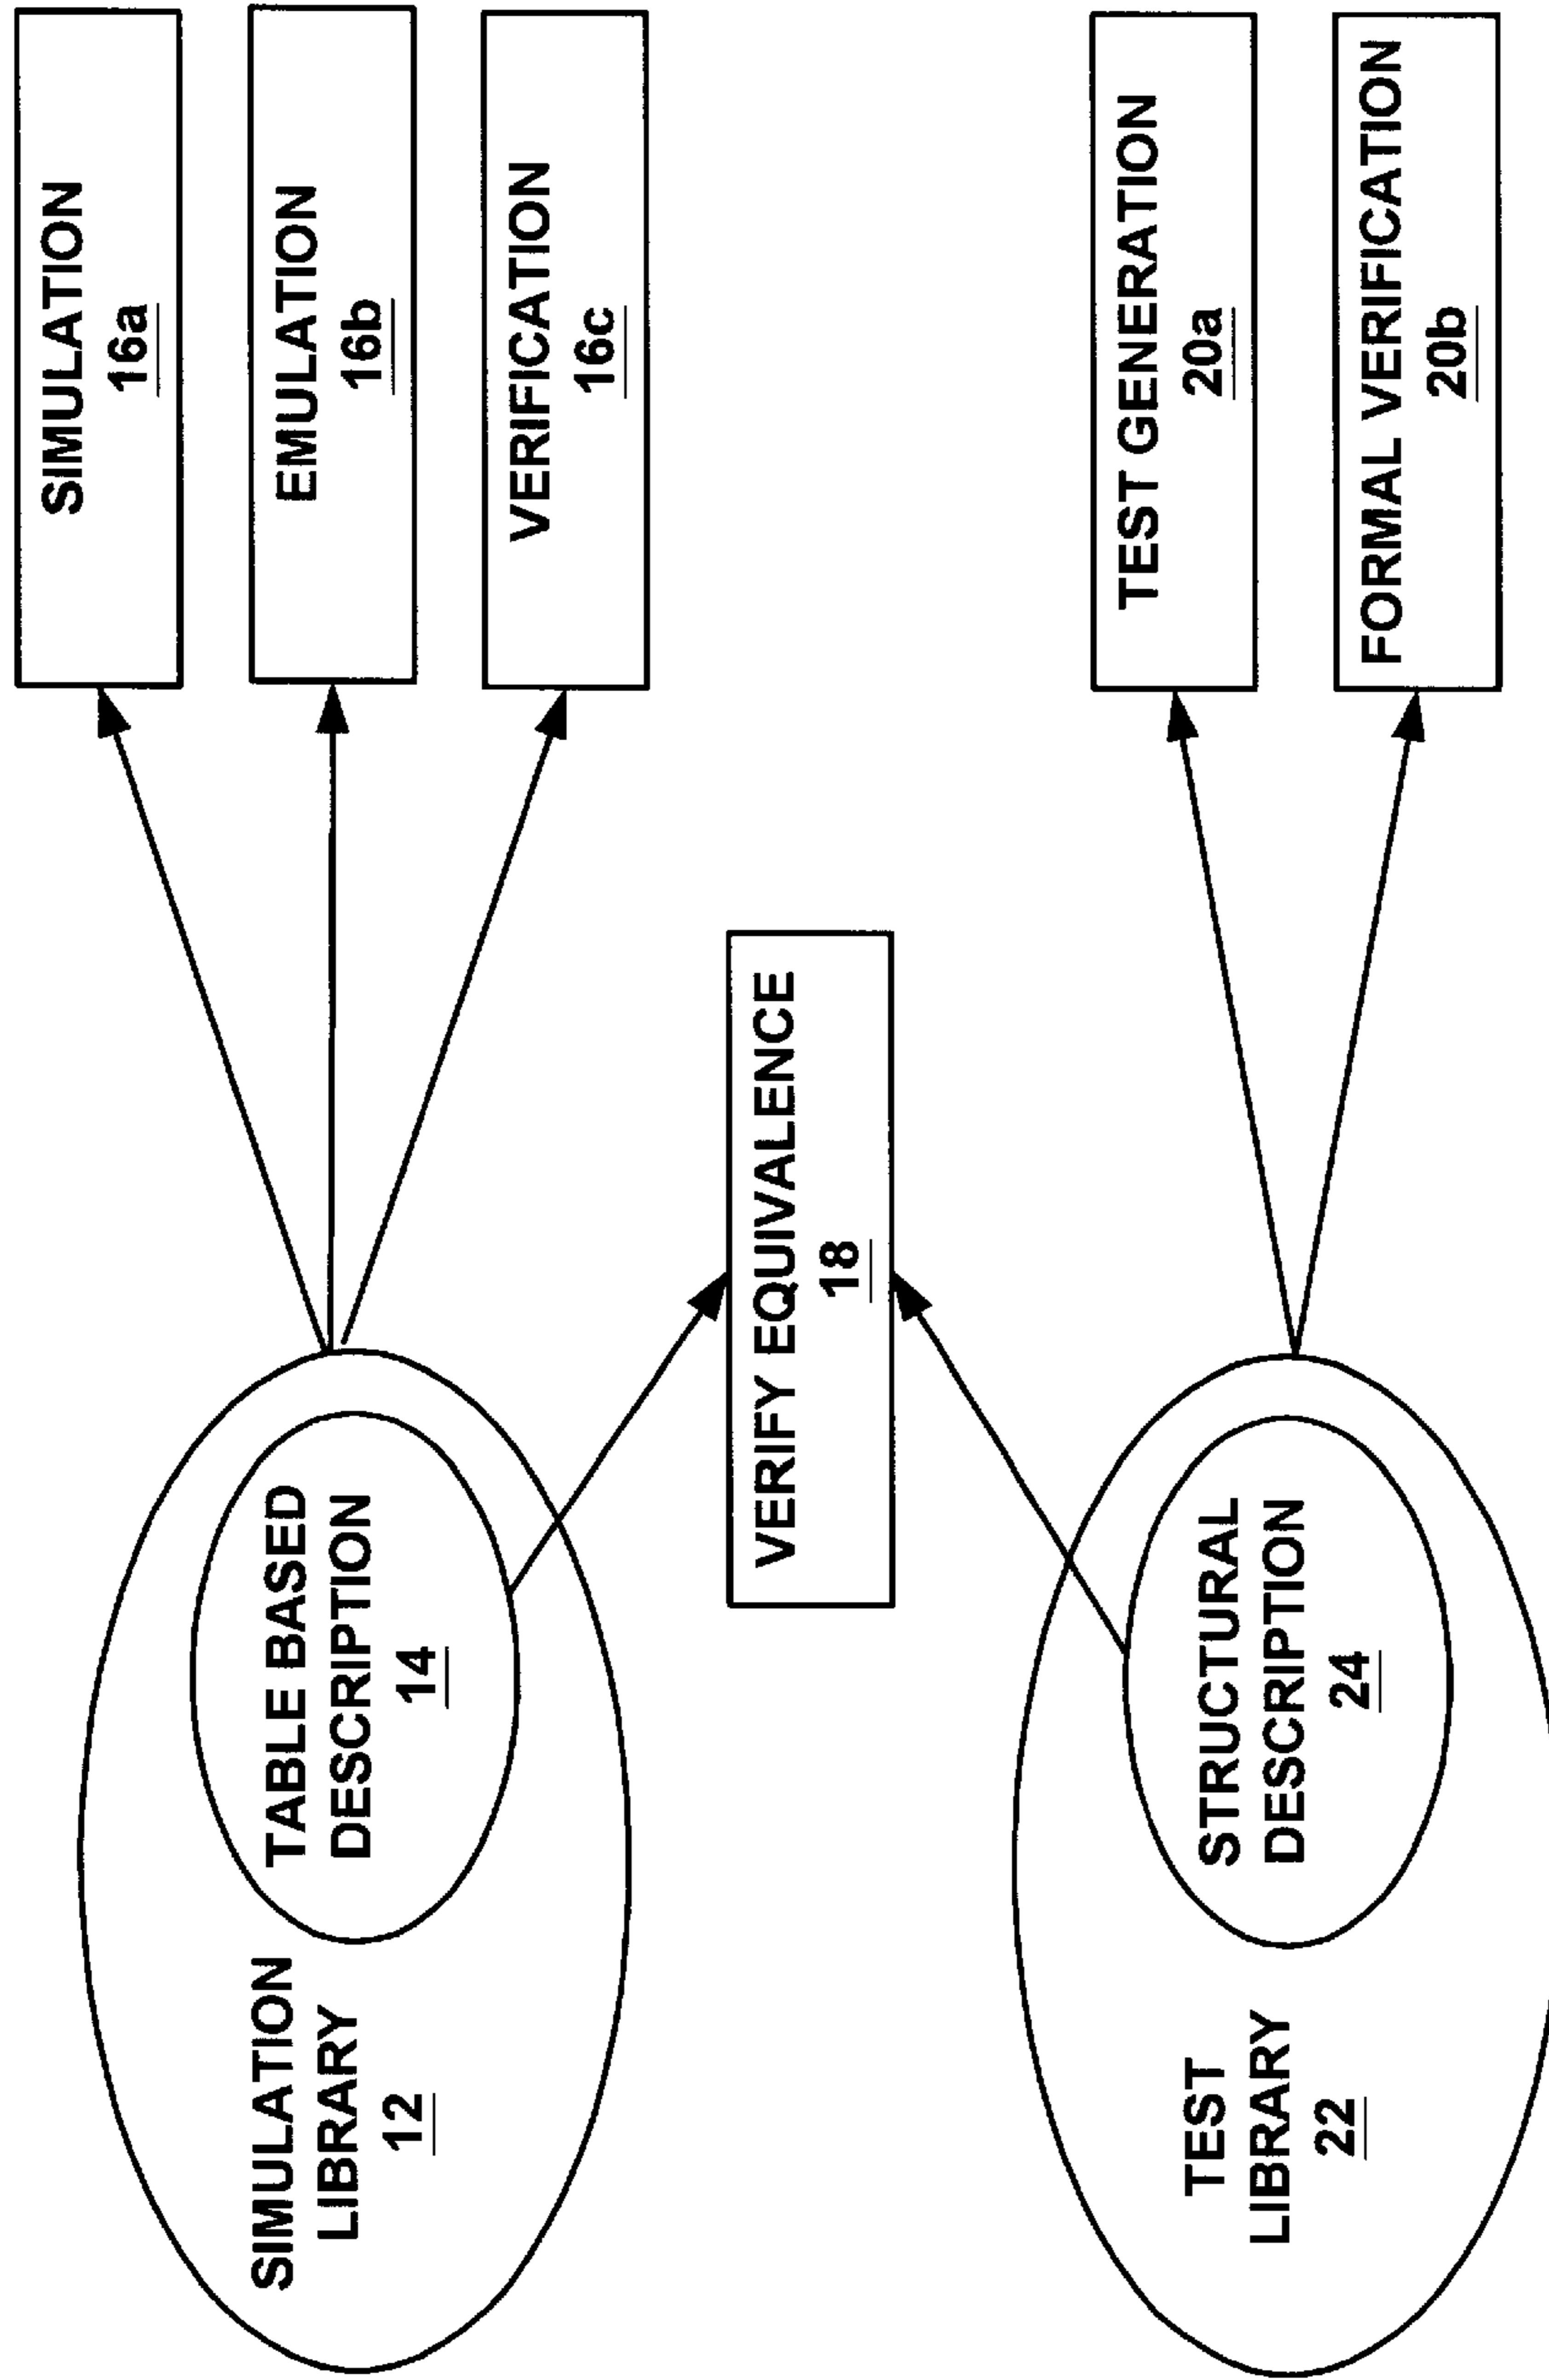 SIMULATION
LIBRARY
12
TABLE BASED
DESCRIPTION
14
SIMULATION
16a
EMULATION
16b
VERIFICATION
16c
VERIFY EQUIVALENCE
18
TEST
LIBRARY
22
STRUCTURAL
DESCRIPTION
24
TEST GENERATION
20a
FORMAL VERIFICATION
20b